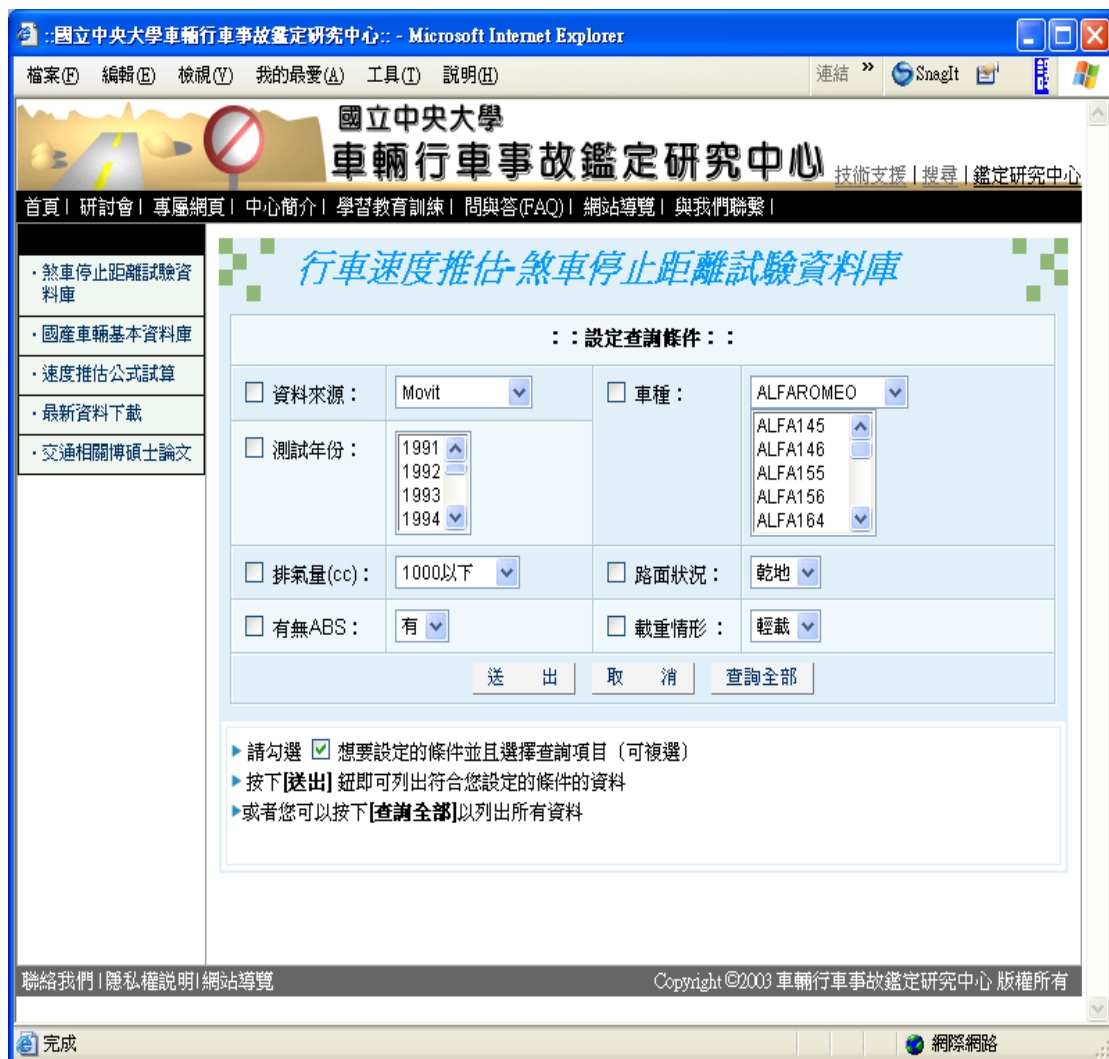 ::國立中央大學車輛行車事故鑑定研究中心:: - Microsoft Internet Explorer
檔案(F) 編輯(E) 檢視(V) 我的最愛(A) 工具(T) 說明(H) 連結 » SnagIt
國立中央大學
車輛行車事故鑑定研究中心
技術支援 | 搜尋 | 鑑定研究中心
首頁 | 研討會 | 專屬網頁 | 中心簡介 | 學習教育訓練 | 問與答(FAQ) | 網站導覽 | 與我們聯繫 |
‧煞車停止距離試驗資
料庫
‧國產車輛基本資料庫
‧速度推估公式試算
‧最新資料下載
‧交通相關博碩士論文
行車速度推估-煞車停止距離試驗資料庫
：：設定查詢條件：：
資料來源： Movit 車種： ALFAROMEO
ALFA145
ALFA146
ALFA155
ALFA156
ALFA164
測試年份： 1991
1992
1993
1994
排氣量(cc)： 1000以下 路面狀況： 乾地
有無ABS： 有 載重情形： 輕載
送 出 取 消 查詢全部
請勾選 想要設定的條件並且選擇查詢項目（可複選）
按下[送出] 鈕即可列出符合您設定的條件的資料
或者您可以按下[查詢全部]以列出所有資料
聯絡我們 | 隱私權説明 | 網站導覽 Copyright ©2003 車輛行車事故鑑定研究中心 版權所有
完成 網際網路